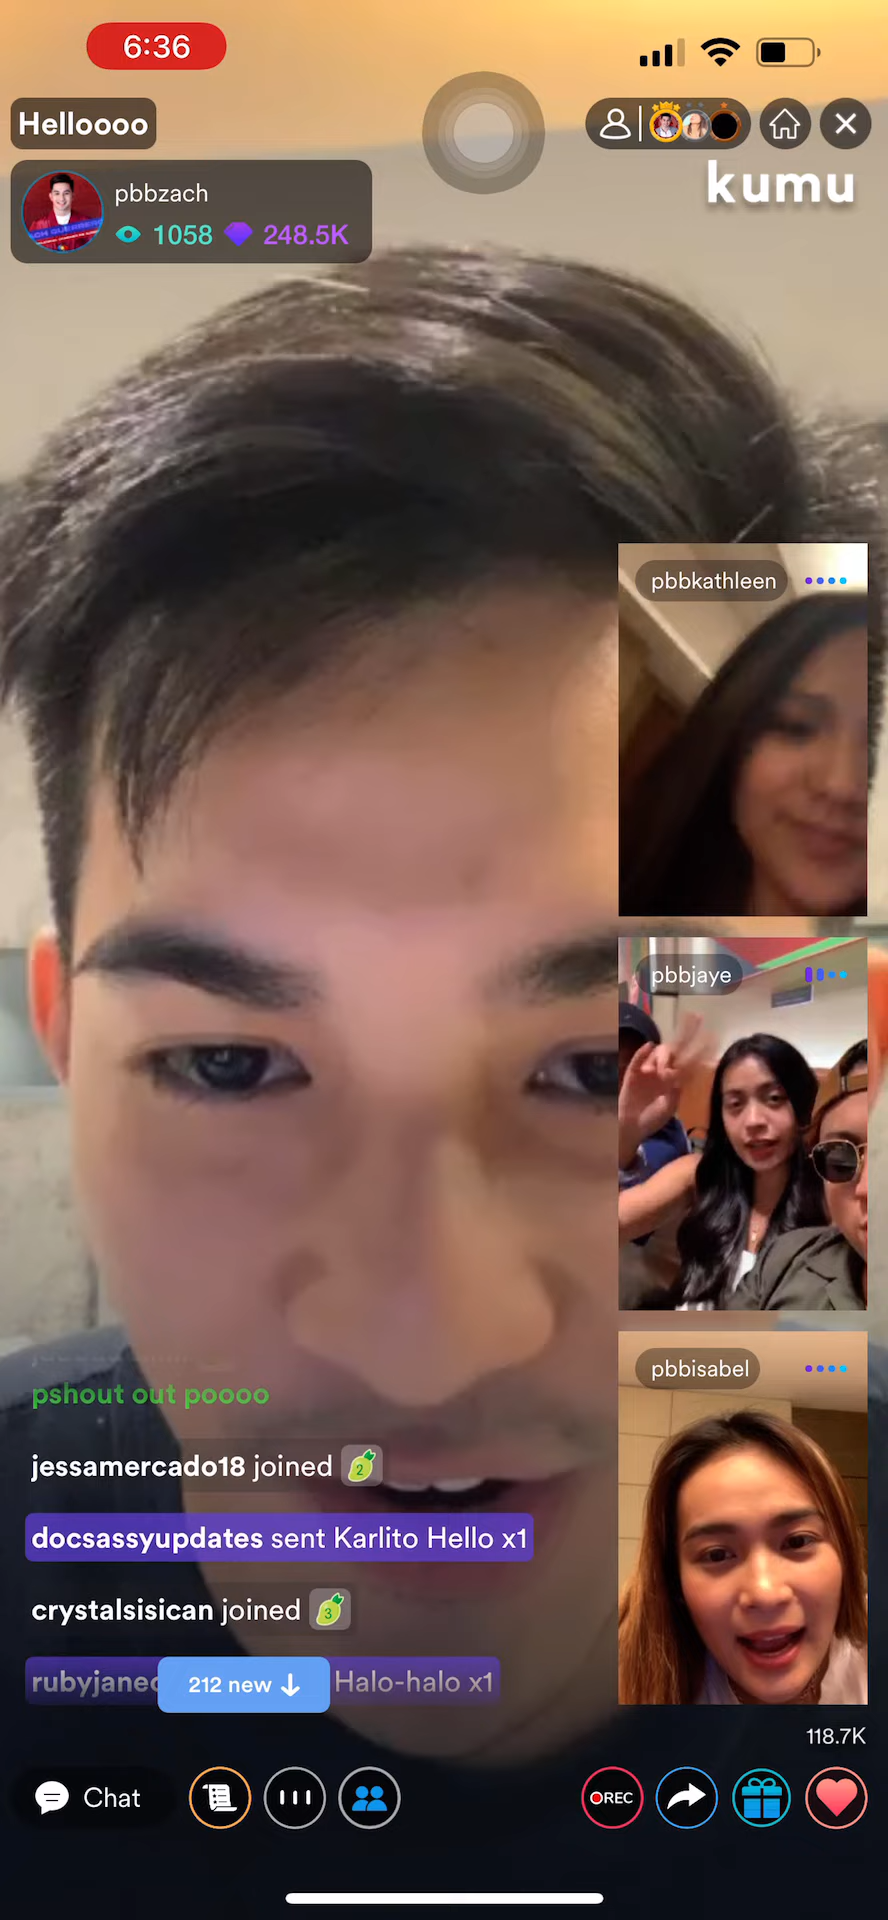 6:36
Helloooo
kumu
pbbzach
1058 248.5K
pbbkathleen
pbbjaye
pbbisabel
pshout out poooo
jessamercado18 joined 2
docsassyupdates sent Karlito Hello x1
crystalsisican joined 3
212 new ↓ Halo-halo x1
118.7K
Chat
REC